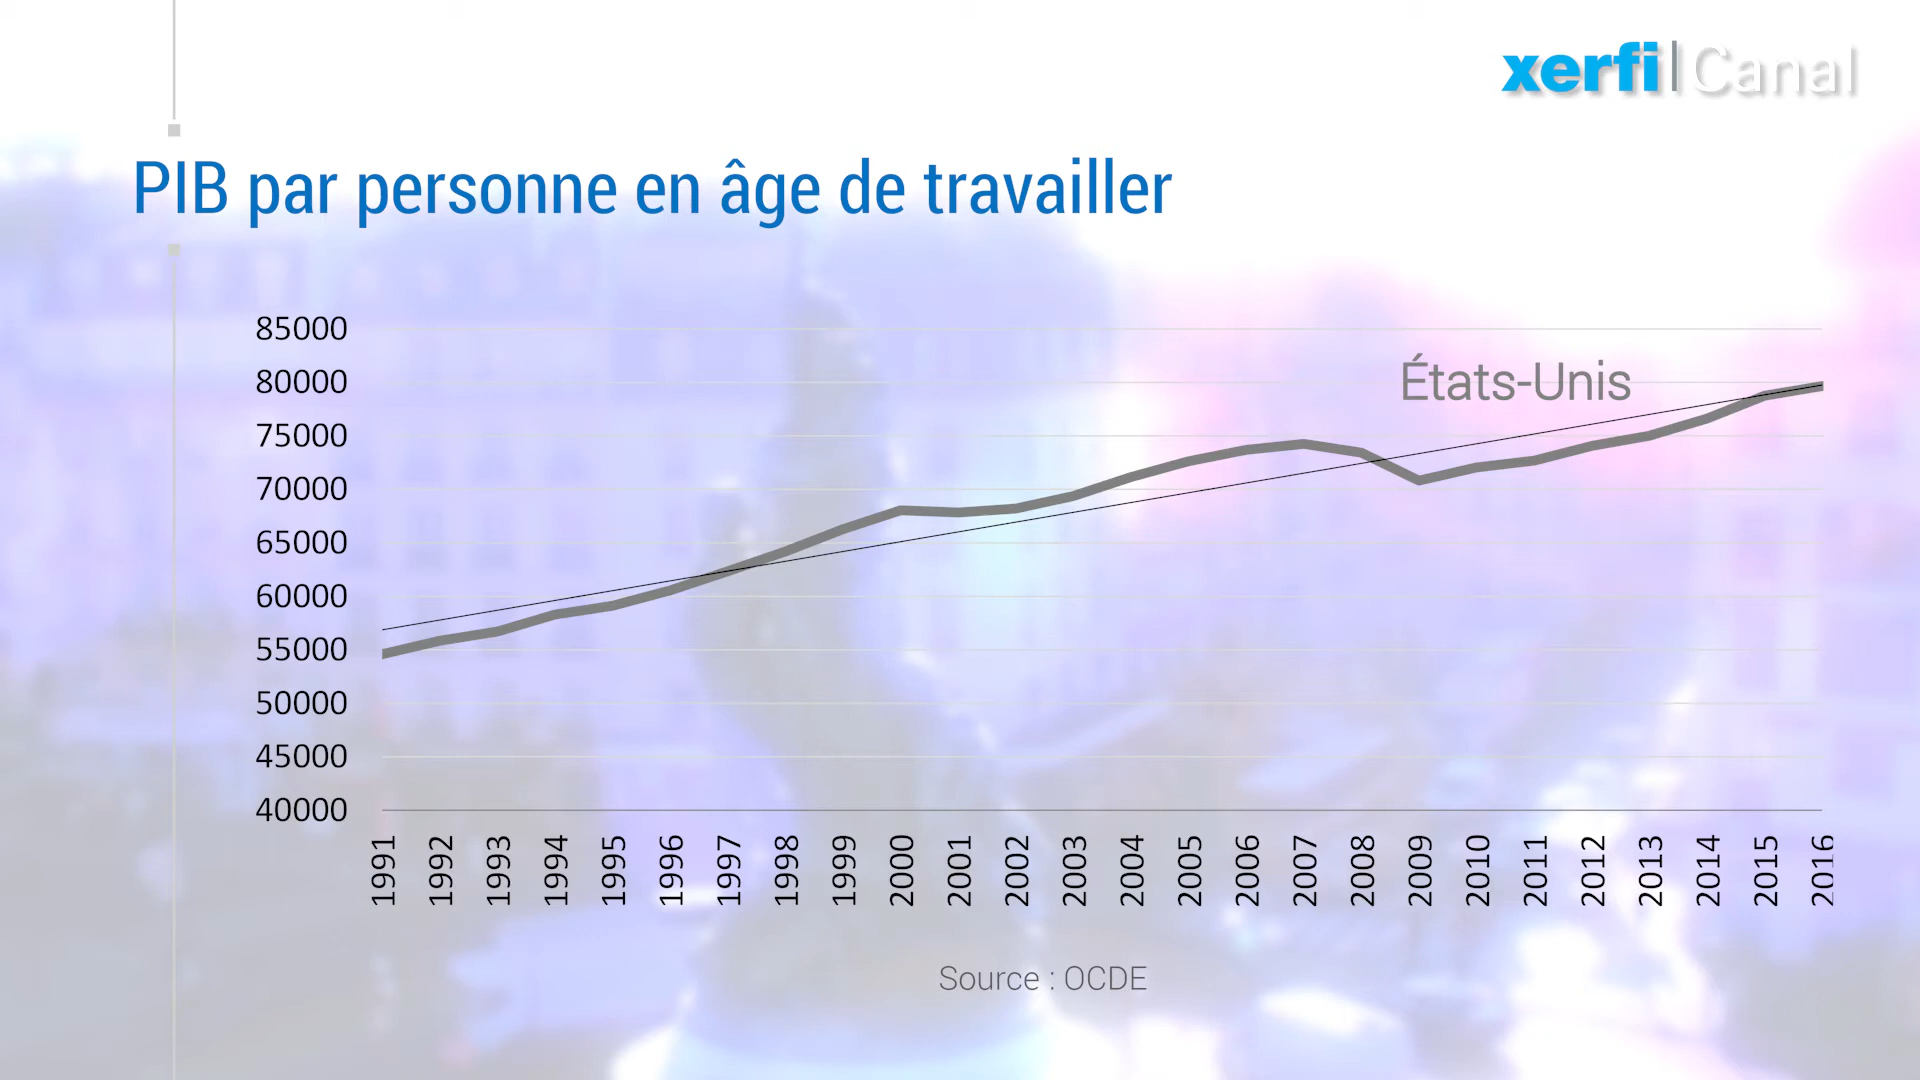 xerfi Canal
PIB par personne en âge de travailler
États-Unis
85000
80000
75000
70000
65000
60000
55000
50000
45000
40000
1991 1992 1993 1994 1995 1996 1997 1998 1999 2000 2001 2002 2003 2004 2005 2006 2007 2008 2009 2010 2011 2012 2013 2014 2015 2016
Source : OCDE